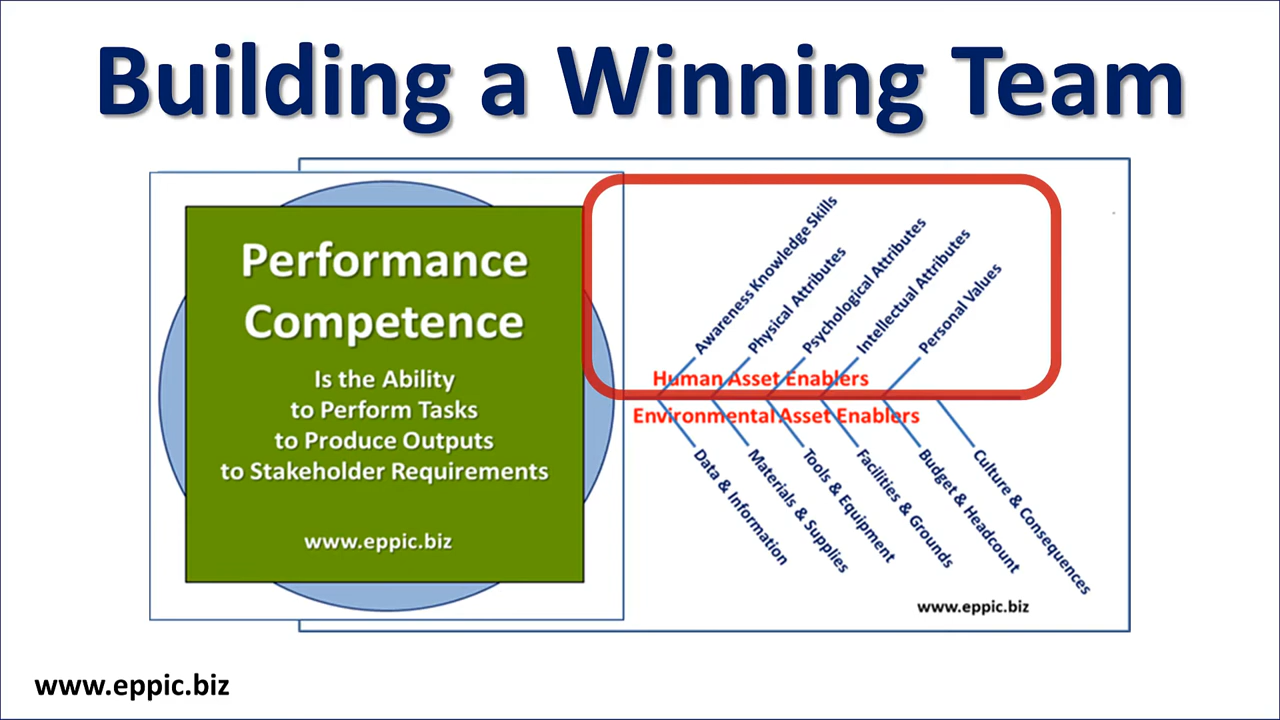 Building a Winning Team
Performance
Competence
Is the Ability
to Perform Tasks
to Produce Outputs
to Stakeholder Requirements
www.eppic.biz
Awareness Knowledge Skills
Physical Attributes
Psychological Attributes
Intellectual Attributes
Personal Values
Human Asset Enablers
Environmental Asset Enablers
Data & Information
Materials & Supplies
Tools & Equipment
Facilities & Grounds
Budget & Headcount
Culture & Consequences
www.eppic.biz
www.eppic.biz